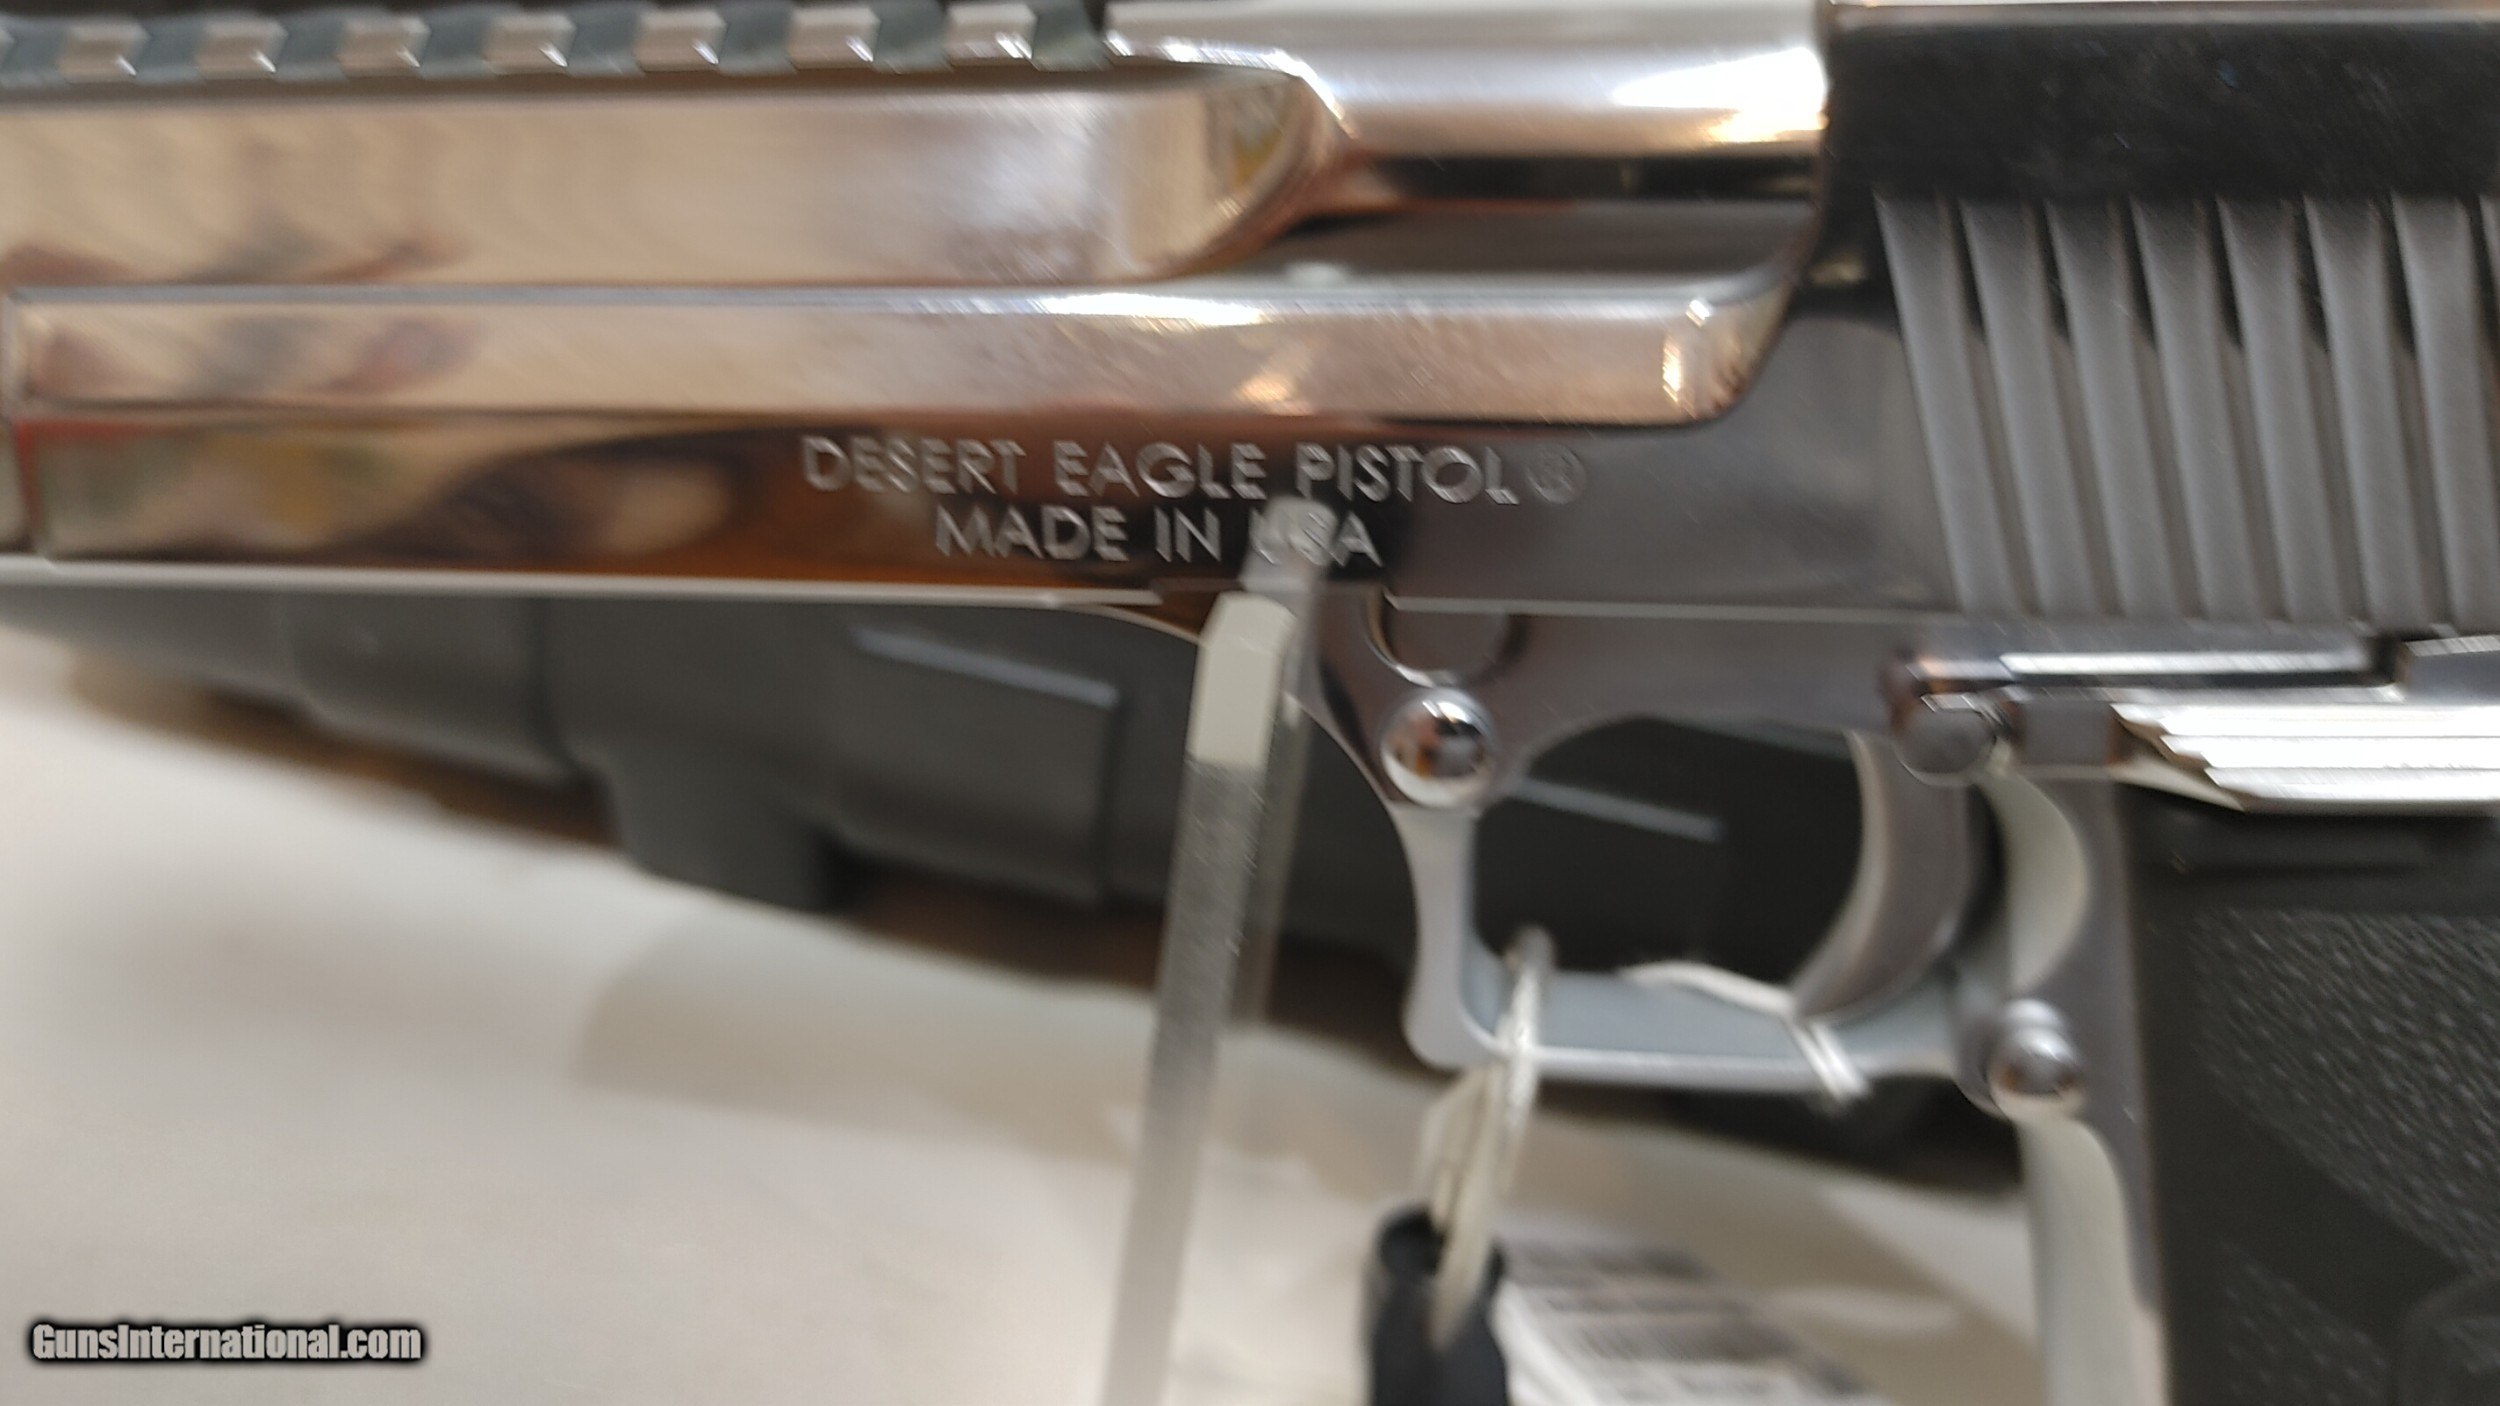 DESERT EAGLE PISTOL ®
MADE IN USA
GunsInternational.com